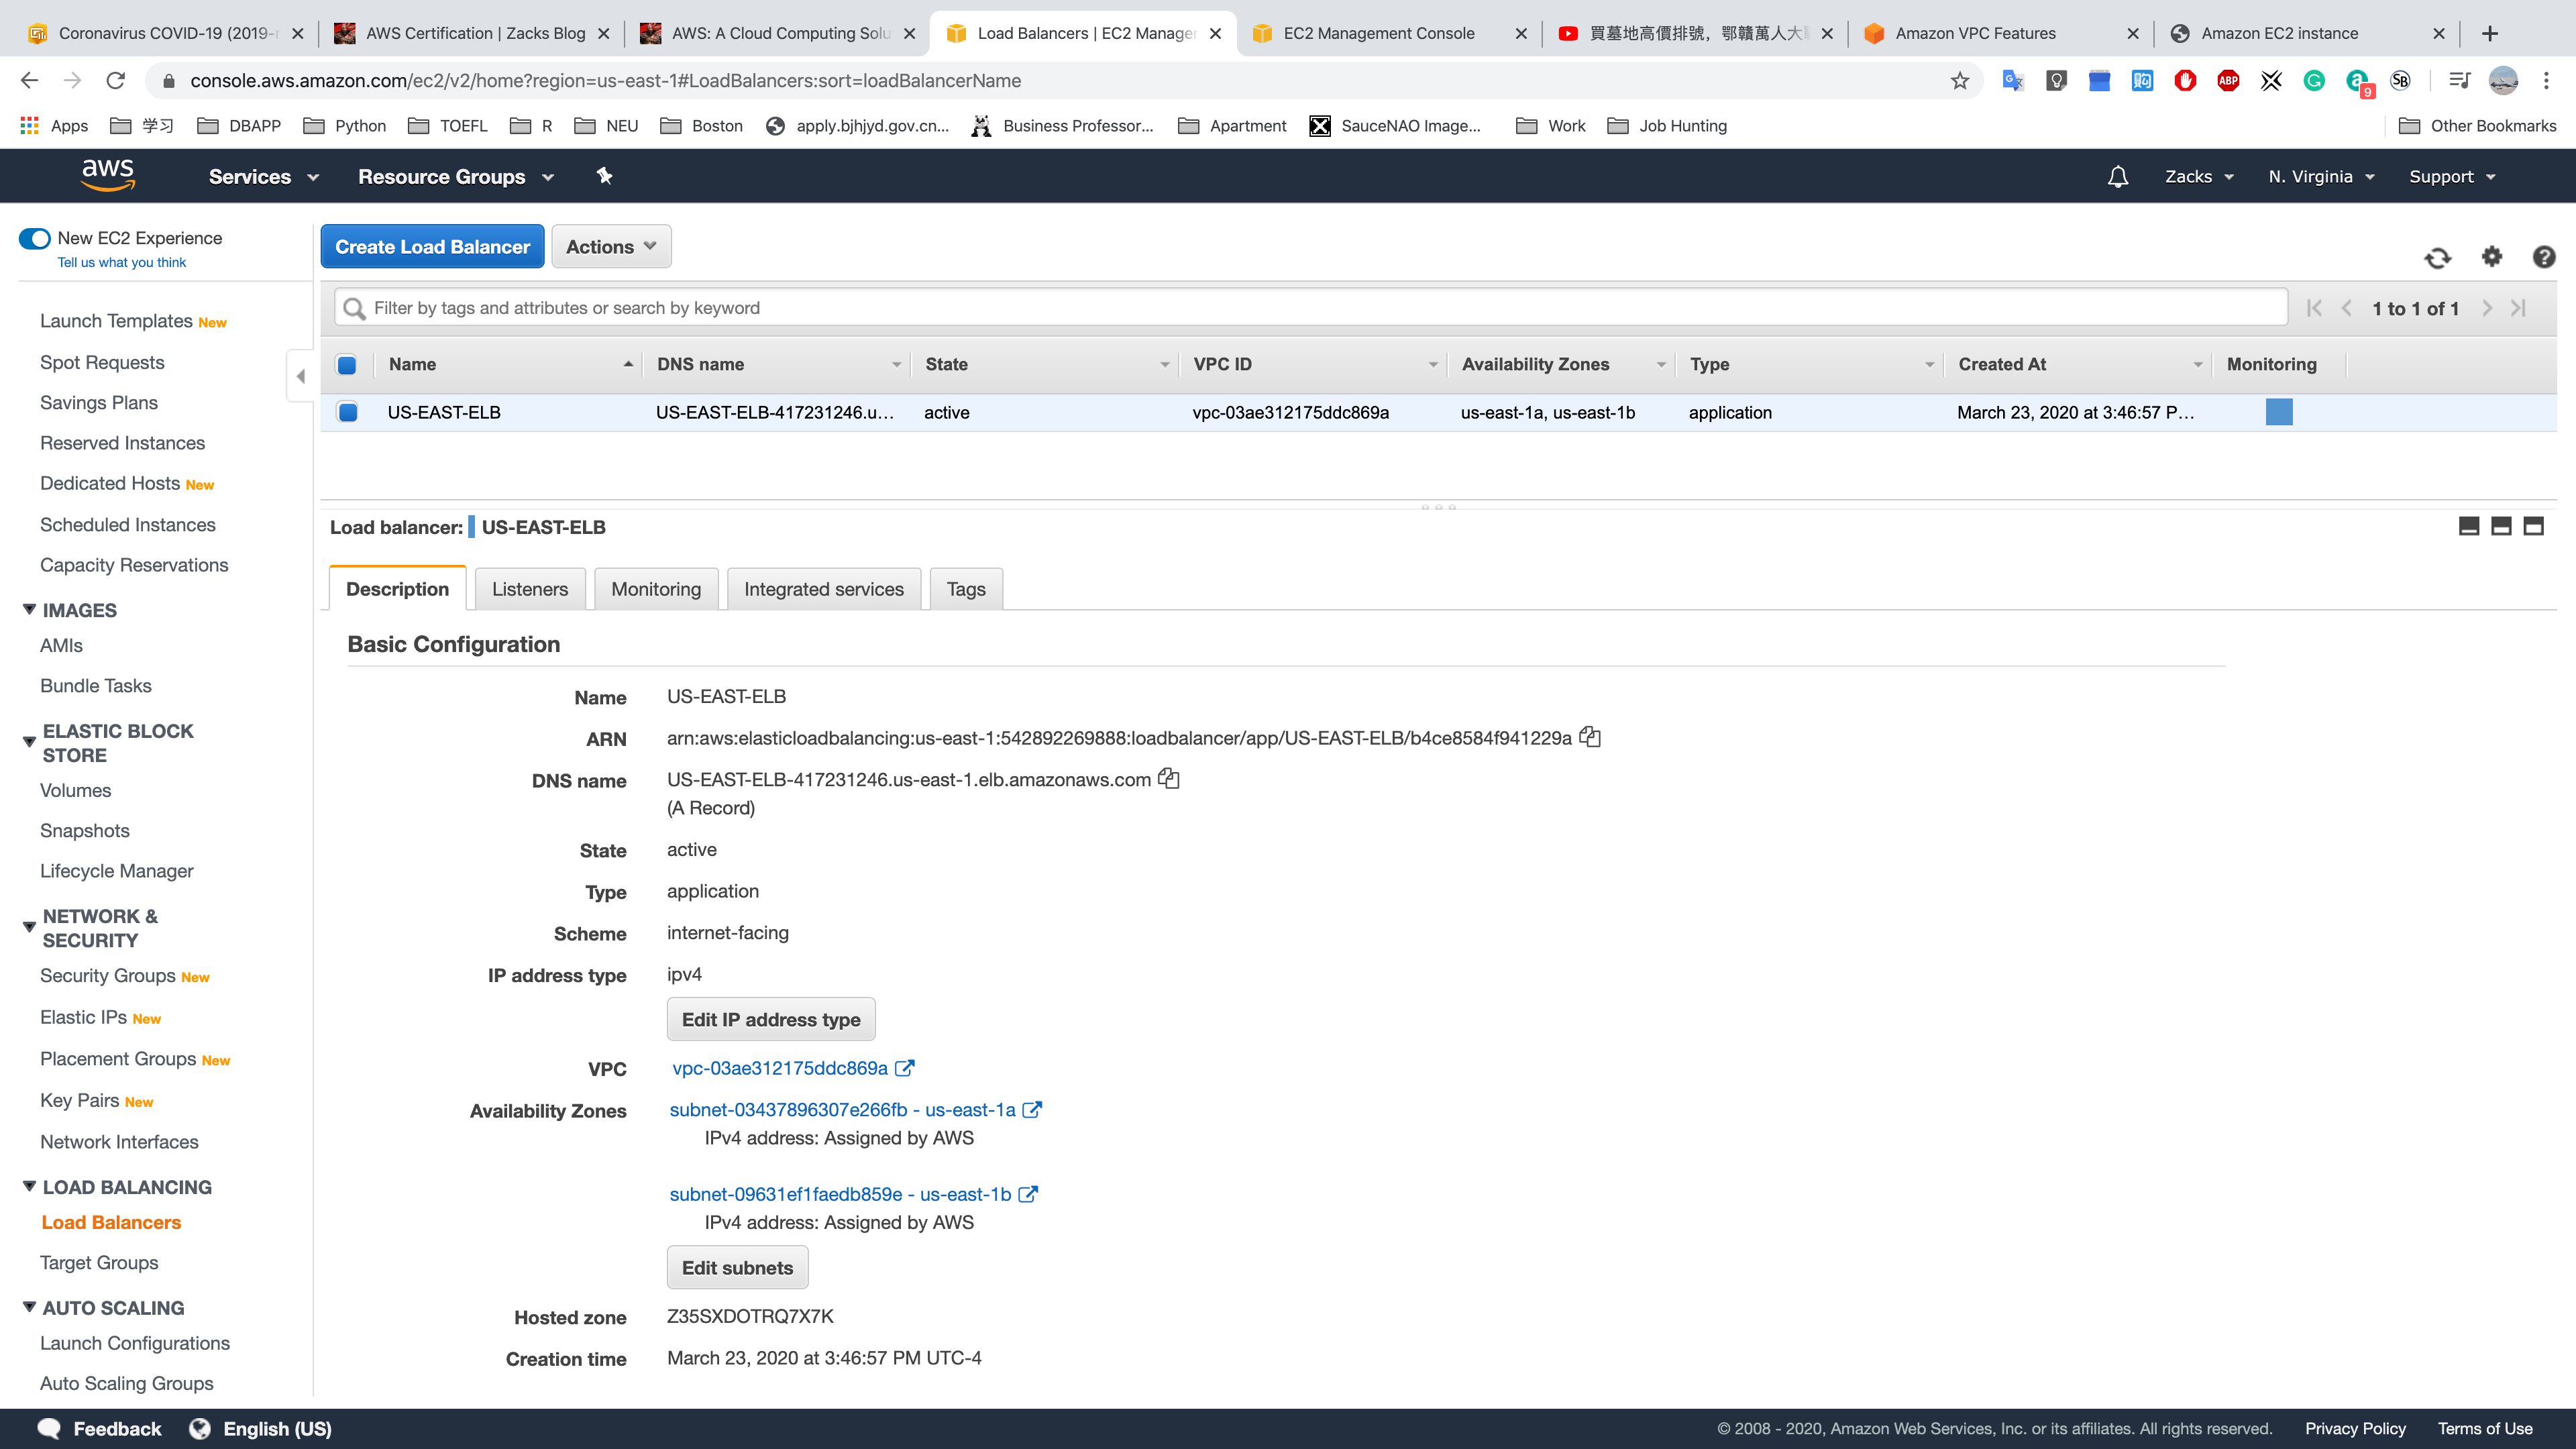 Coronavirus COVID-19 (2019-
AWS Certification | Zacks Blog
AWS: A Cloud Computing Solu
Load Balancers | EC2 Manager
EC2 Management Console
買墓地高價排號，鄂贛萬人大
Amazon VPC Features
Amazon EC2 instance
console.aws.amazon.com/ec2/v2/home?region=us-east-1#LoadBalancers:sort=loadBalancerName
ABP
9
SB
Apps
学习
DBAPP
Python
TOEFL
R
NEU
Boston
apply.bjhjyd.gov.cn...
Business Professor...
Apartment
SauceNAO Image...
Work
Job Hunting
Other Bookmarks
aws
Services
Resource Groups
Zacks
N. Virginia
Support
New EC2 Experience
Tell us what you think
Launch Templates New
Spot Requests
Savings Plans
Reserved Instances
Dedicated Hosts New
Scheduled Instances
Capacity Reservations
IMAGES
AMIs
Bundle Tasks
ELASTIC BLOCK
STORE
Volumes
Snapshots
Lifecycle Manager
NETWORK &
SECURITY
Security Groups New
Elastic IPs New
Placement Groups New
Key Pairs New
Network Interfaces
LOAD BALANCING
Load Balancers
Target Groups
AUTO SCALING
Launch Configurations
Auto Scaling Groups
Create Load Balancer
Actions
Filter by tags and attributes or search by keyword
1 to 1 of 1
Name DNS name State VPC ID Availability Zones Type Created At Monitoring
US-EAST-ELB US-EAST-ELB-417231246.u... active vpc-03ae312175ddc869a us-east-1a, us-east-1b application March 23, 2020 at 3:46:57 P...
Load balancer: US-EAST-ELB
Description
Listeners
Monitoring
Integrated services
Tags
Basic Configuration
Name US-EAST-ELB
ARN arn:aws:elasticloadbalancing:us-east-1:542892269888:loadbalancer/app/US-EAST-ELB/b4ce8584f941229a
DNS name US-EAST-ELB-417231246.us-east-1.elb.amazonaws.com
(A Record)
State active
Type application
Scheme internet-facing
IP address type ipv4
Edit IP address type
VPC vpc-03ae312175ddc869a
Availability Zones subnet-03437896307e266fb - us-east-1a
IPv4 address: Assigned by AWS
subnet-09631ef1faedb859e - us-east-1b
IPv4 address: Assigned by AWS
Edit subnets
Hosted zone Z35SXDOTRQ7X7K
Creation time March 23, 2020 at 3:46:57 PM UTC-4
Feedback
English (US)
© 2008 - 2020, Amazon Web Services, Inc. or its affiliates. All rights reserved.
Privacy Policy
Terms of Use